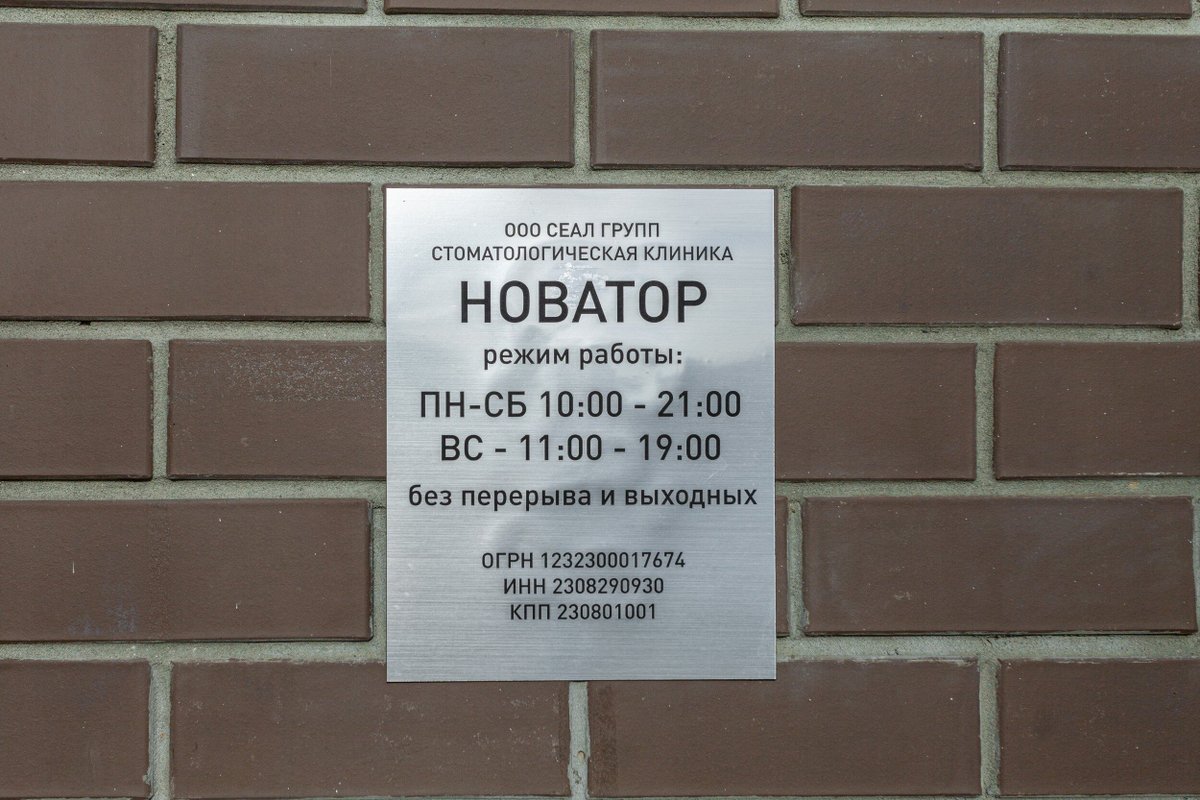 ООО СЕАЛ ГРУПП
СТОМАТОЛОГИЧЕСКАЯ КЛИНИКА
НОВАТОР
режим работы:
ПН-СБ 10:00 - 21:00
ВС - 11:00 - 19:00
без перерыва и выходных
ОГРН 1232300017674
ИНН 2308290930
КПП 230801001